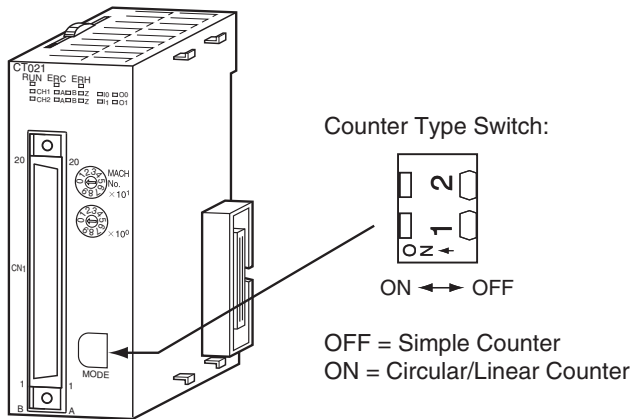 CT021
RUN ERC ERH
CH1 A B Z I0 O0
CH2 A B Z I1 O1
20 20
MACH
No.
×10¹
×10⁰
CN1
MODE
1 1
B A
Counter Type Switch:
2
1
ON
ON OFF
OFF = Simple Counter
ON = Circular/Linear Counter